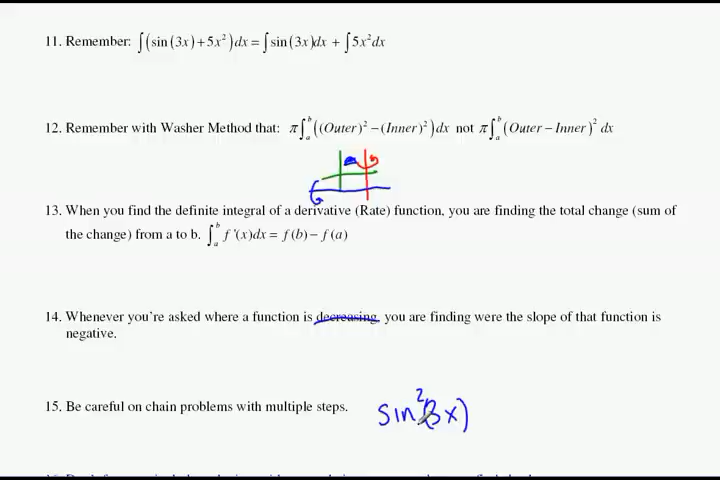 11. Remember: ∫(sin(3x)+5x²)dx = ∫sin(3x)dx + ∫5x²dx
12. Remember with Washer Method that: π∫ₐᵇ((Outer)² −(Inner)²)dx not π∫ₐᵇ(Outer−Inner)² dx
13. When you find the definite integral of a derivative (Rate) function, you are finding the total change (sum of
the change) from a to b. ∫ₐᵇ f'(x)dx = f(b)− f(a)
14. Whenever you're asked where a function is decreasing, you are finding were the slope of that function is
negative.
15. Be careful on chain problems with multiple steps. sin²(3x)